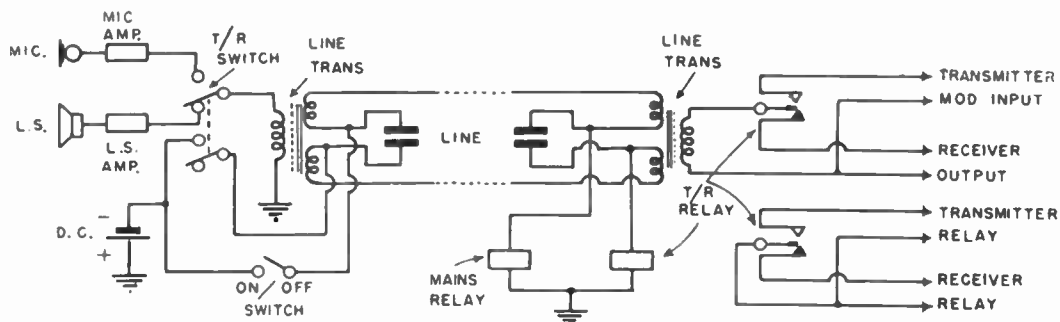 MIC
AMP.
MIC.
T/R
SWITCH
LINE
TRANS
L.S.
L.S.
AMP.
D.C.
-
+
ON
OFF
SWITCH
LINE
LINE
TRANS
T/R
RELAY
MAINS
RELAY
TRANSMITTER
MOD INPUT
RECEIVER
OUTPUT
TRANSMITTER
RELAY
RECEIVER
RELAY